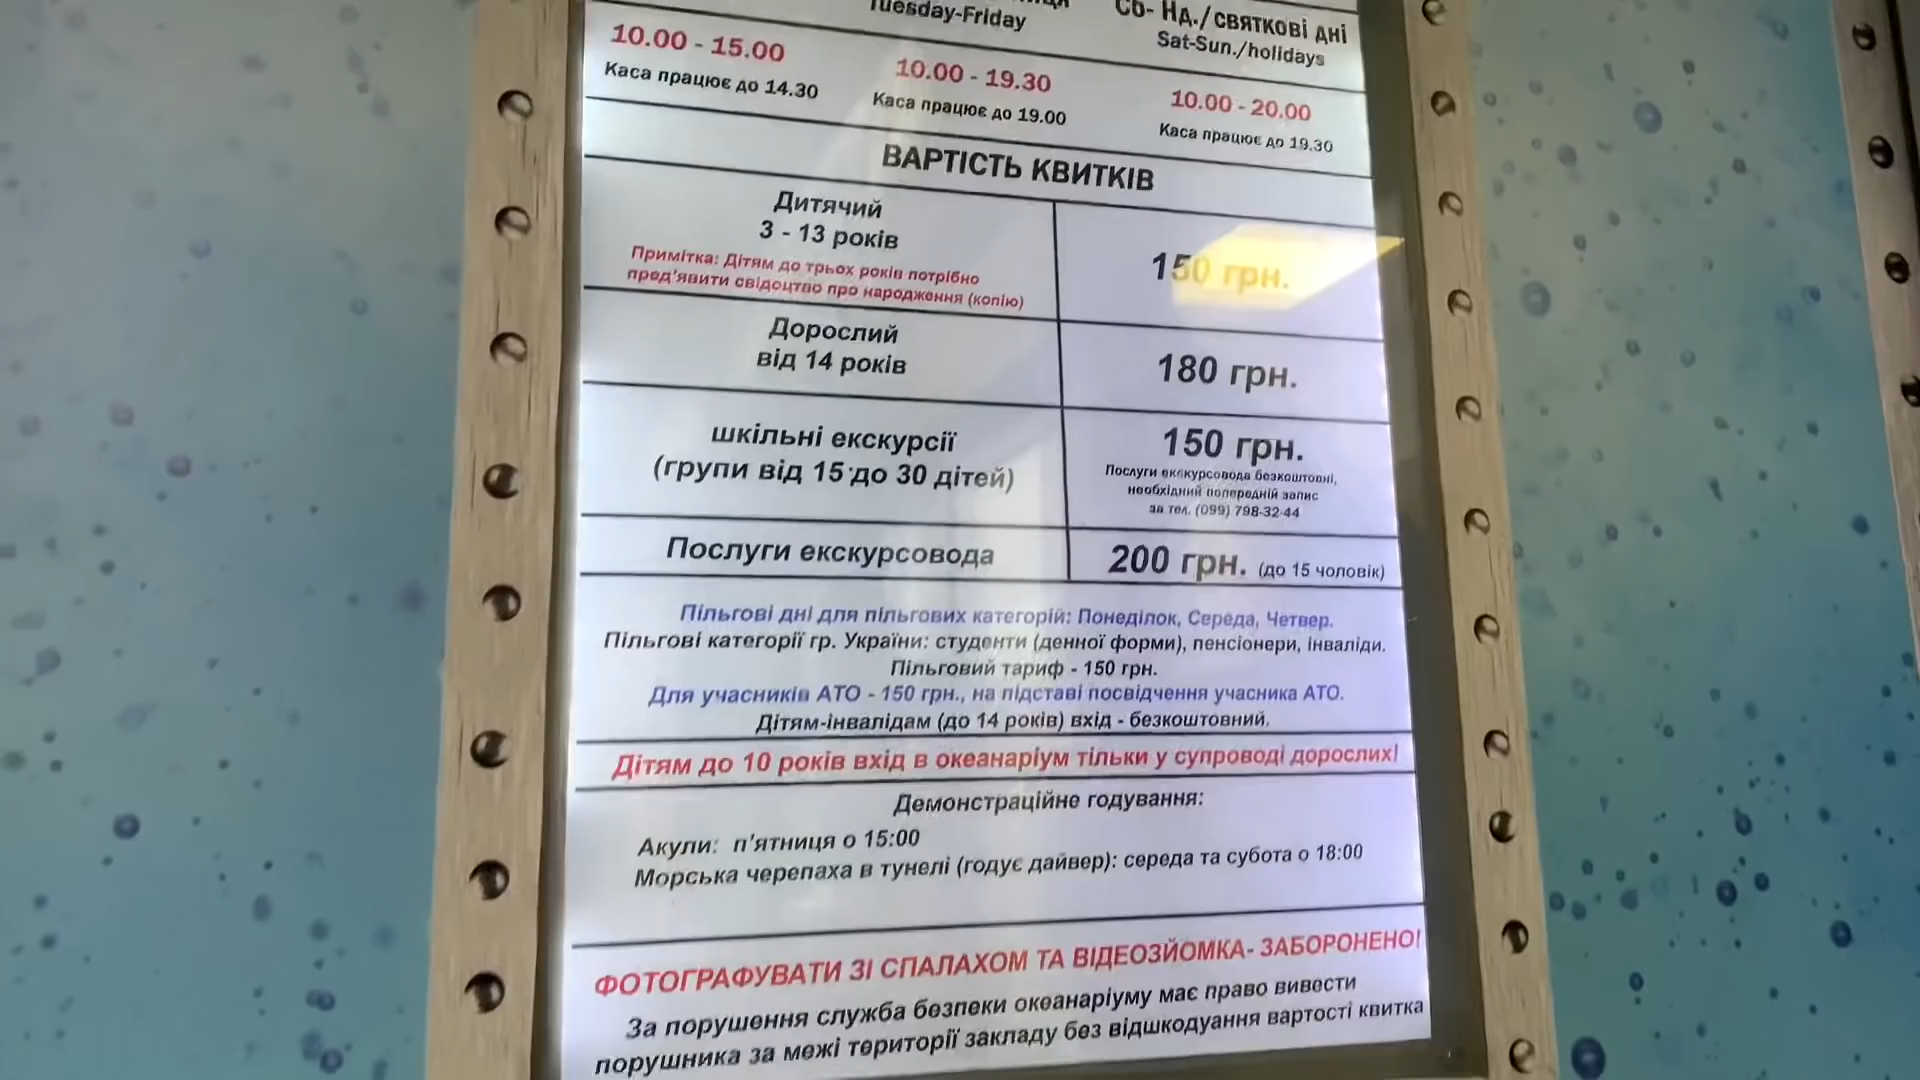 Tuesday-Friday
Сб- Нд./святкові дні
Sat-Sun./holidays
10.00 - 15.00
Каса працює до 14.30
10.00 - 19.30
Каса працює до 19.00
10.00 - 20.00
Каса працює до 19.30
ВАРТІСТЬ КВИТКІВ
Дитячий
3 - 13 років
Примітка: Дітям до трьох років потрібно
пред'явити свідоцтво про народження (копію)
150 грн.
Дорослий
від 14 років
180 грн.
шкільні екскурсії
(групи від 15 до 30 дітей)
150 грн.
Послуги екскурсовода безкоштовні,
необхідний попередній запис
за тел. (099) 798-32-44
Послуги екскурсовода
200 грн. (до 15 чоловік)
Пільгові дні для пільгових категорій: Понеділок, Середа, Четвер.
Пільгові категорії гр. України: студенти (денної форми), пенсіонери, інваліди.
Пільговий тариф - 150 грн.
Для учасників АТО - 150 грн., на підставі посвідчення учасника АТО.
Дітям-інвалідам (до 14 років) вхід - безкоштовний.
Дітям до 10 років вхід в океанаріум тільки у супроводі дорослих!
Демонстраційне годування:
Акули: п'ятниця о 15:00
Морська черепаха в тунелі (годує дайвер): середа та субота о 18:00
ФОТОГРАФУВАТИ ЗІ СПАЛАХОМ ТА ВІДЕОЗЙОМКА- ЗАБОРОНЕНО!
За порушення служба безпеки океанаріуму має право вивести
порушника за межі території закладу без відшкодуання вартості квитка